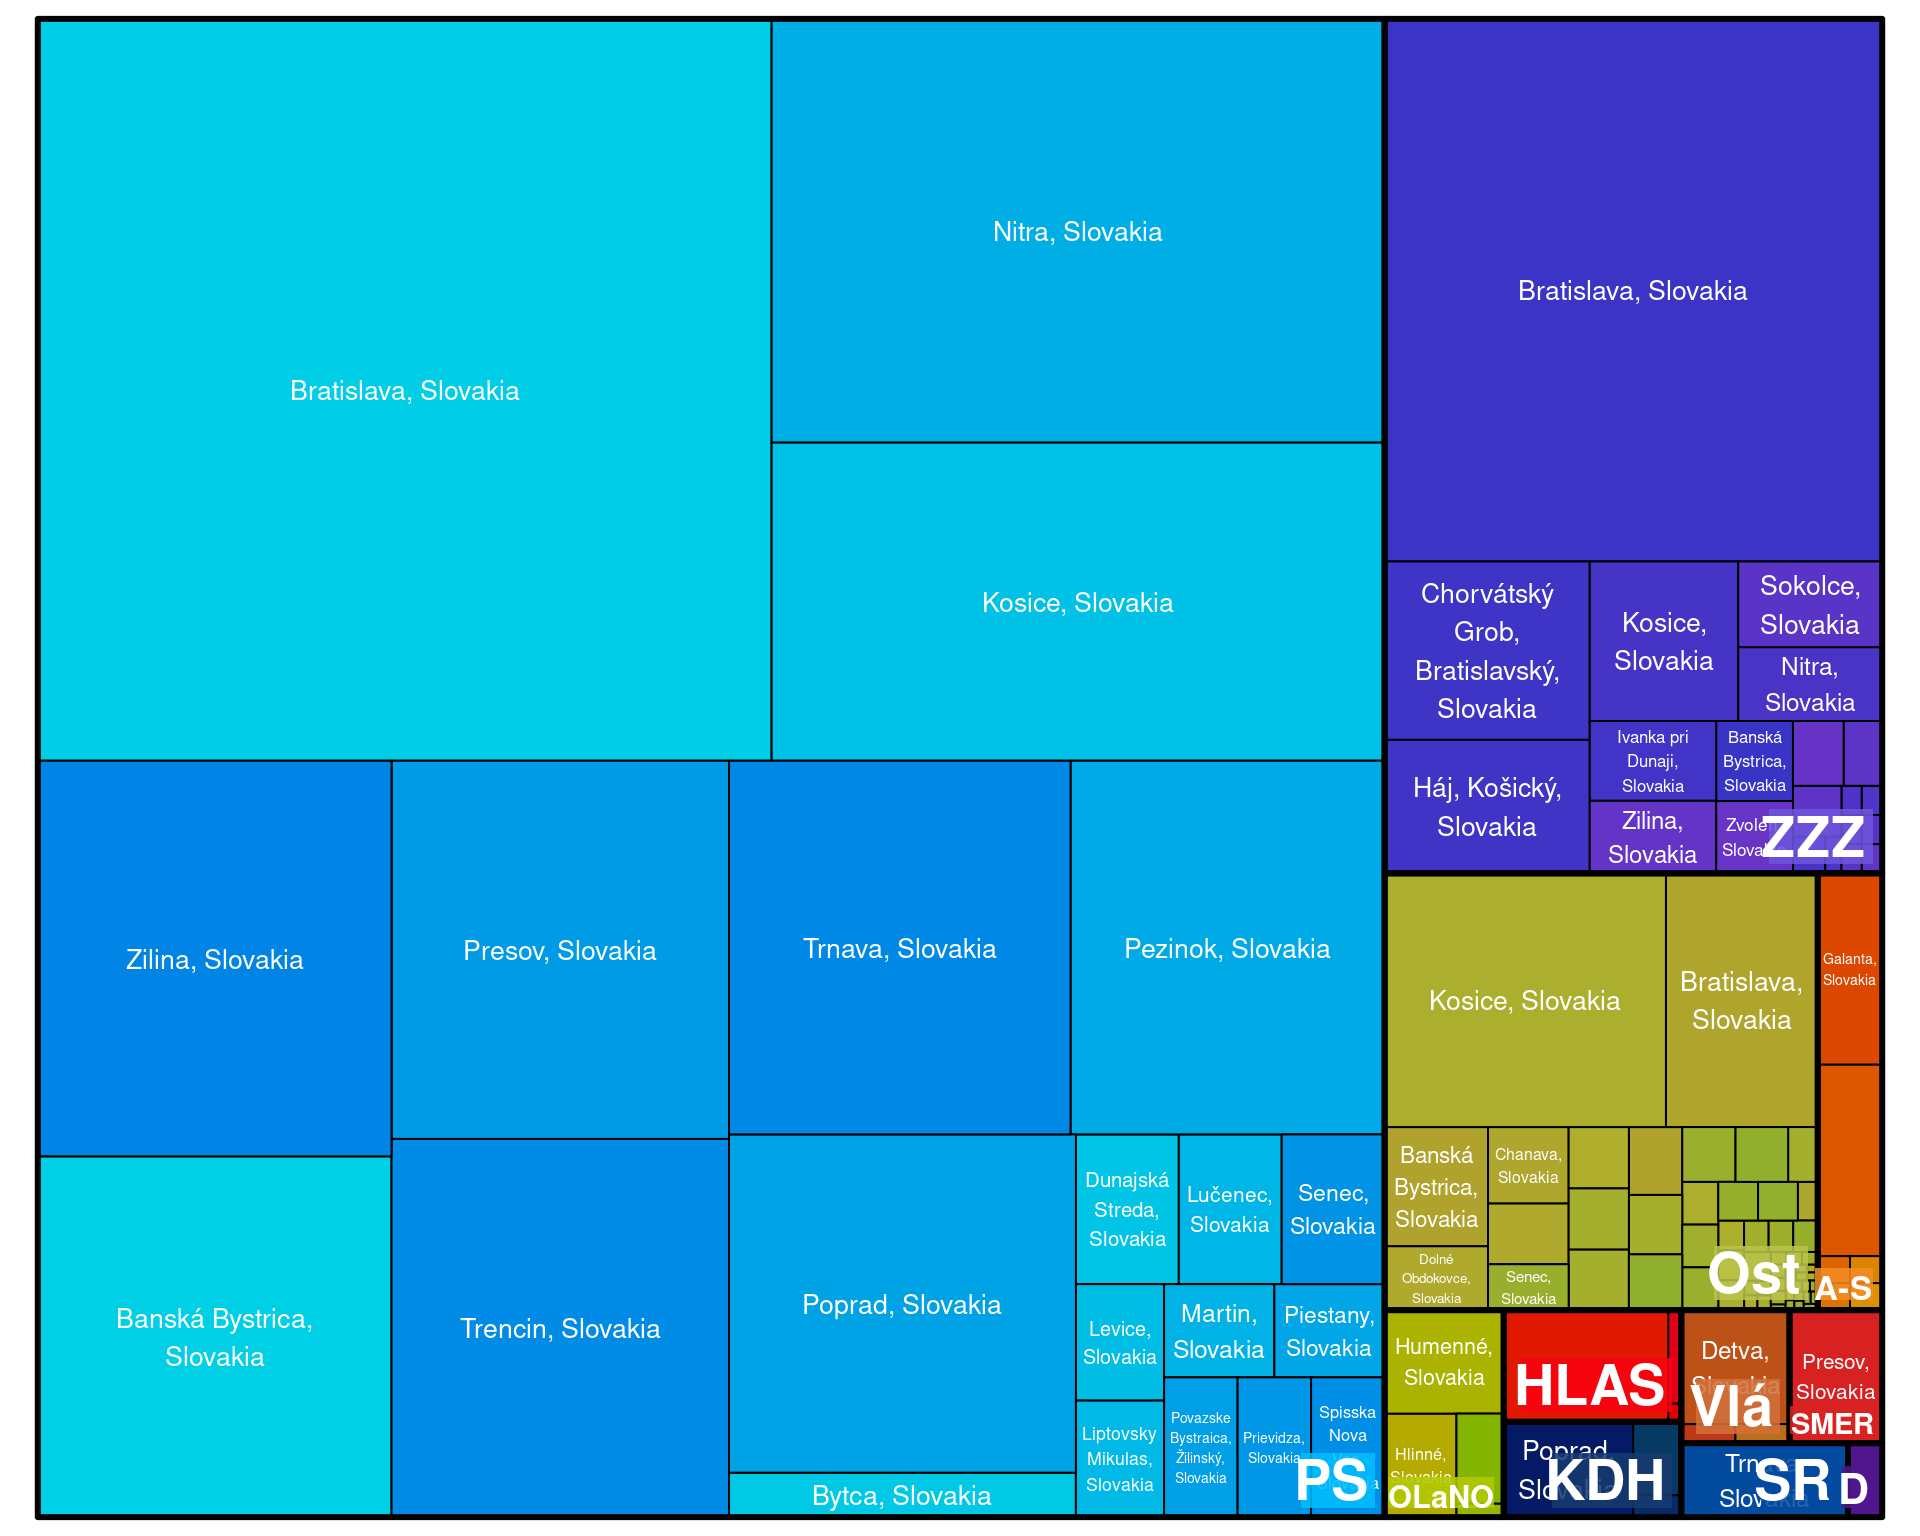 Bratislava, Slovakia
Nitra, Slovakia
Kosice, Slovakia
Zilina, Slovakia
Presov, Slovakia
Trnava, Slovakia
Pezinok, Slovakia
Banská Bystrica,
Slovakia
Trencin, Slovakia
Poprad, Slovakia
Bytca, Slovakia
Dunajská
Streda,
Slovakia
Lučenec,
Slovakia
Senec,
Slovakia
Levice,
Slovakia
Martin,
Slovakia
Piestany,
Slovakia
Liptovsky
Mikulas,
Slovakia
Povazske
Bystraica,
Žilinský,
Slovakia
Prievidza,
Slovakia
Spisska
Nova
PS
Bratislava, Slovakia
Chorvátský
Grob,
Bratislavský,
Slovakia
Kosice,
Slovakia
Sokolce,
Slovakia
Nitra,
Slovakia
Háj, Košický,
Slovakia
Ivanka pri
Dunaji,
Slovakia
Banská
Bystrica,
Slovakia
Zilina,
Slovakia
Zvolen,
Slovakia
ZZZ
Kosice, Slovakia
Bratislava,
Slovakia
Banská
Bystrica,
Slovakia
Chanava,
Slovakia
Dolné
Obdokovce,
Slovakia
Senec,
Slovakia
Ost
Galanta,
Slovakia
A-S
Humenné,
Slovakia
Hlinné,
Slovakia
OLaNO
HLAS
Poprad,
Slovakia
KDH
Detva,
Slovakia
Vlá
Presov,
Slovakia
SMER
Trnava,
Slovakia
SR
D